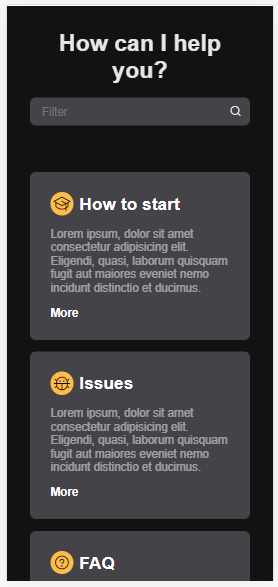 How can I help
you?
Filter
How to start
Lorem ipsum, dolor sit amet
consectetur adipisicing elit.
Eligendi, quasi, laborum quisquam
fugit aut maiores eveniet nemo
incidunt distinctio et ducimus.
More
Issues
Lorem ipsum, dolor sit amet
consectetur adipisicing elit.
Eligendi, quasi, laborum quisquam
fugit aut maiores eveniet nemo
incidunt distinctio et ducimus.
More
FAQ